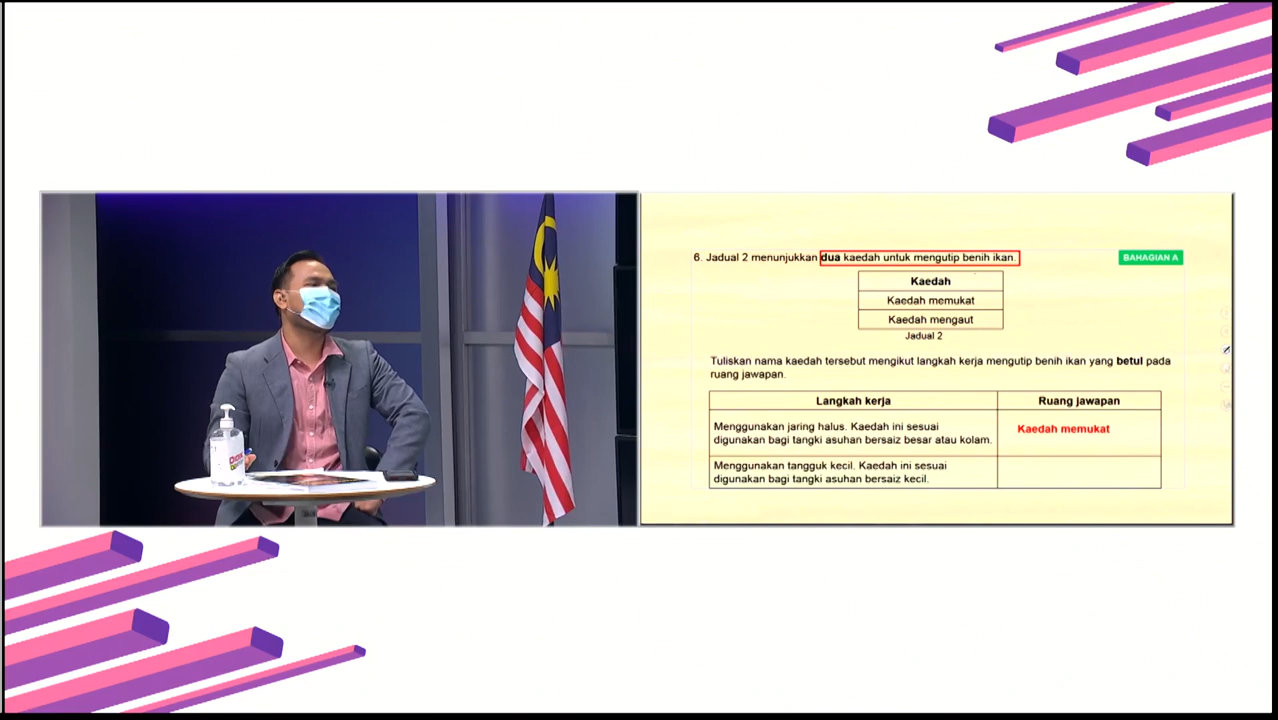 6. Jadual 2 menunjukkan dua kaedah untuk mengutip benih ikan.
BAHAGIAN A
Kaedah
Kaedah memukat
Kaedah mengaut
Jadual 2
Tuliskan nama kaedah tersebut mengikut langkah kerja mengutip benih ikan yang betul pada
ruang jawapan.
Langkah kerja
Ruang jawapan
Menggunakan jaring halus. Kaedah ini sesuai
digunakan bagi tangki asuhan bersaiz besar atau kolam.
Kaedah memukat
Menggunakan tangguk kecil. Kaedah ini sesuai
digunakan bagi tangki asuhan bersaiz kecil.